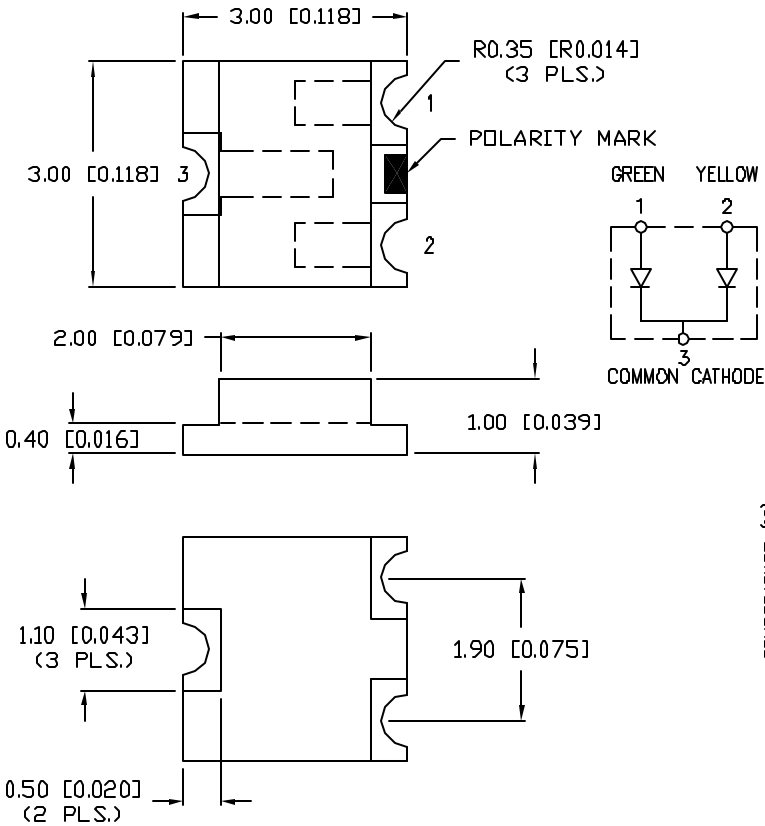 3.00 [0.118]
R0.35 [R0.014]
(3 PLS.)
1
POLARITY MARK
3.00 [0.118]
3
2
GREEN YELLOW
1 2
3
COMMON CATHODE
2.00 [0.079]
1.00 [0.039]
0.40 [0.016]
1.10 [0.043]
(3 PLS.)
1.90 [0.075]
0.50 [0.020]
(2 PLS.)